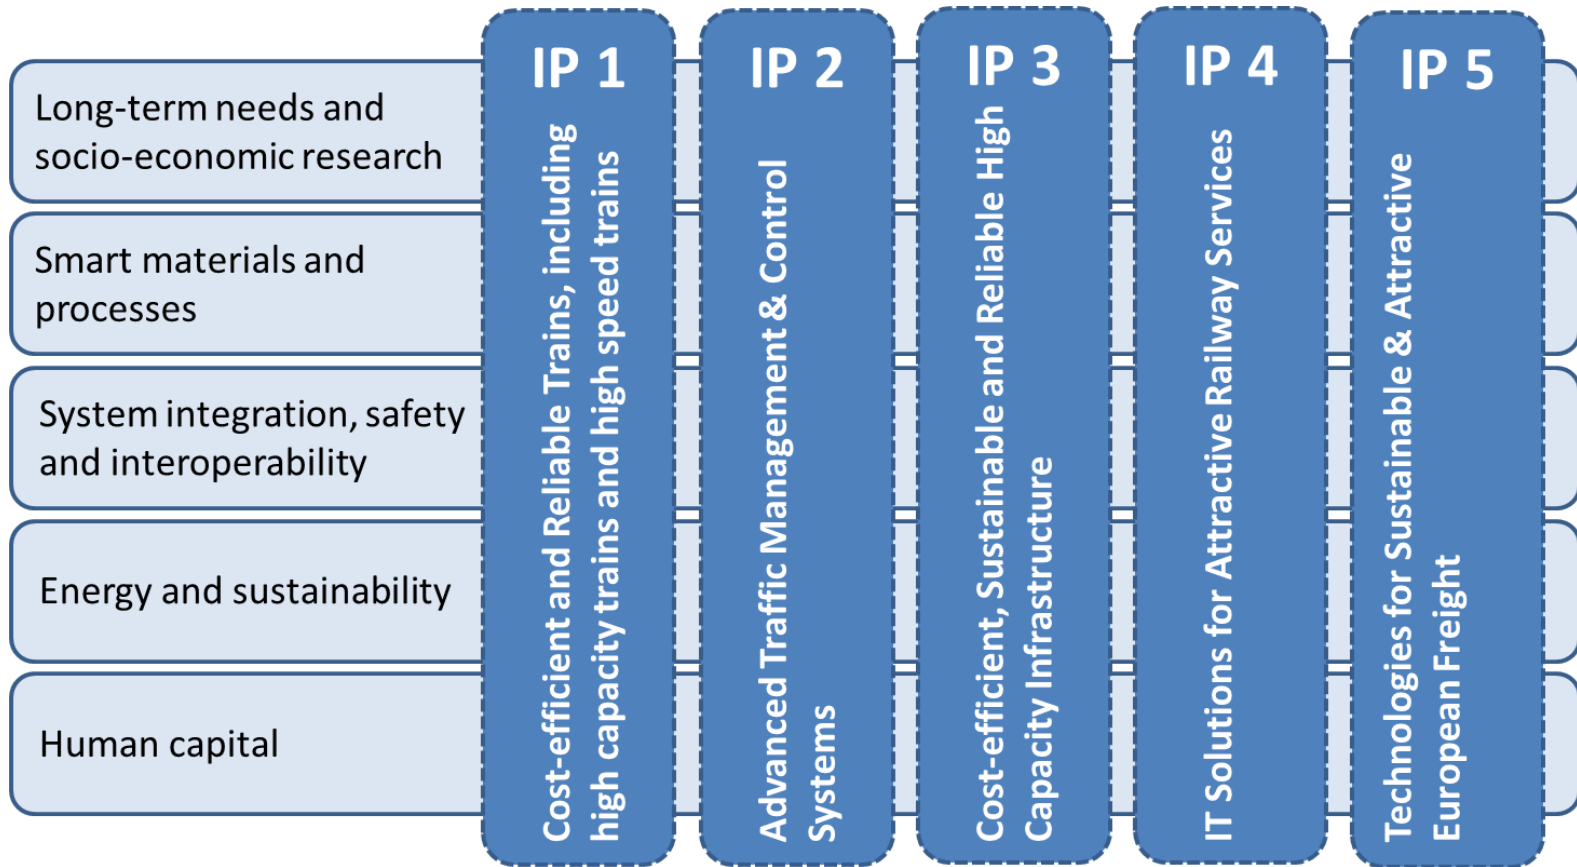 Long-term needs and
socio-economic research
Smart materials and
processes
System integration, safety
and interoperability
Energy and sustainability
Human capital
IP 1
Cost-efficient and Reliable Trains, including
high capacity trains and high speed trains
IP 2
Advanced Traffic Management & Control
Systems
IP 3
Cost-efficient, Sustainable and Reliable High
Capacity Infrastructure
IP 4
IT Solutions for Attractive Railway Services
IP 5
Technologies for Sustainable & Attractive
European Freight